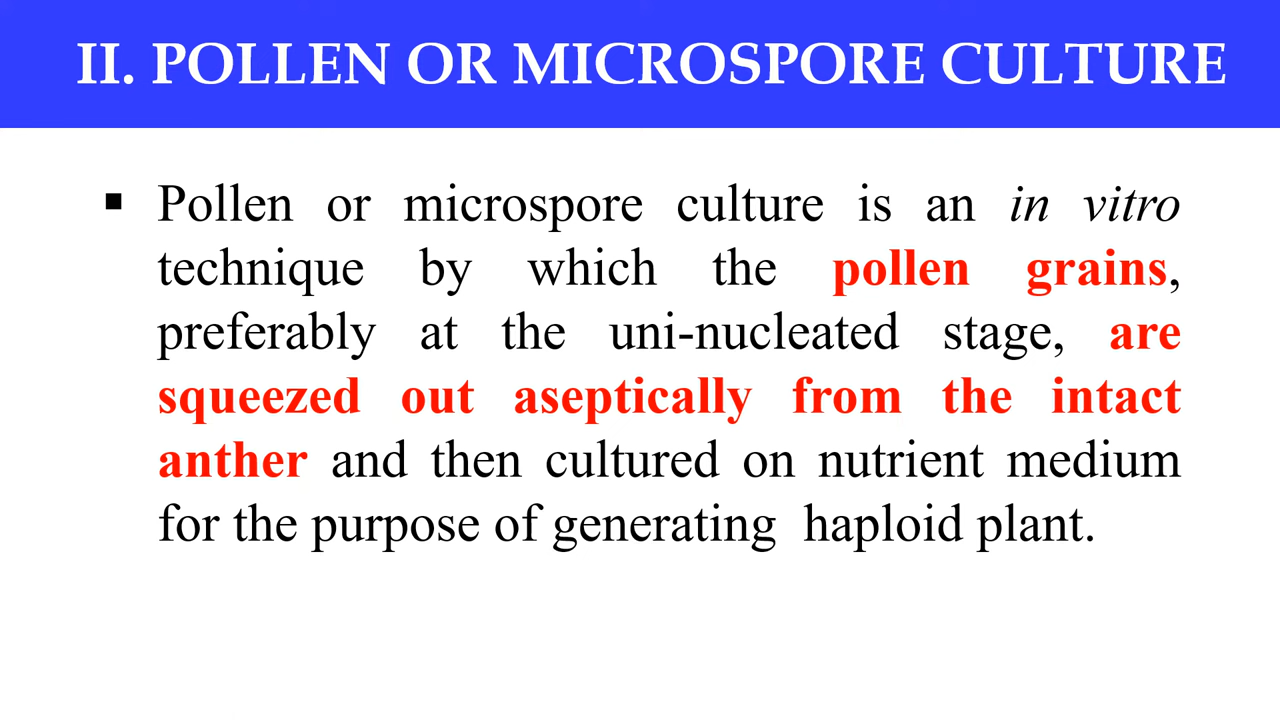 II. POLLEN OR MICROSPORE CULTURE
▪ Pollen or microspore culture is an in vitro
technique by which the pollen grains,
preferably at the uni-nucleated stage, are
squeezed out aseptically from the intact
anther and then cultured on nutrient medium
for the purpose of generating haploid plant.